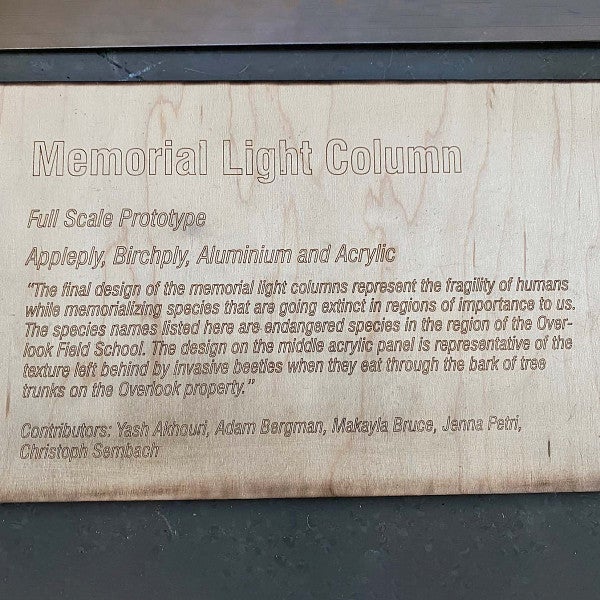 Memorial Light Column
Full Scale Prototype
Appleply, Birchply, Aluminium and Acrylic
"The final design of the memorial light columns represent the fragility of humans
while memorializing species that are going extinct in regions of importance to us.
The species names listed here are endangered species in the region of the Over-
look Field School. The design on the middle acrylic panel is representative of the
texture left behind by invasive beetles when they eat through the bark of tree
trunks on the Overlook property."
Contributors: Yash Akhouri, Adam Bergman, Makayla Bruce, Jenna Petri,
Christoph Sembach